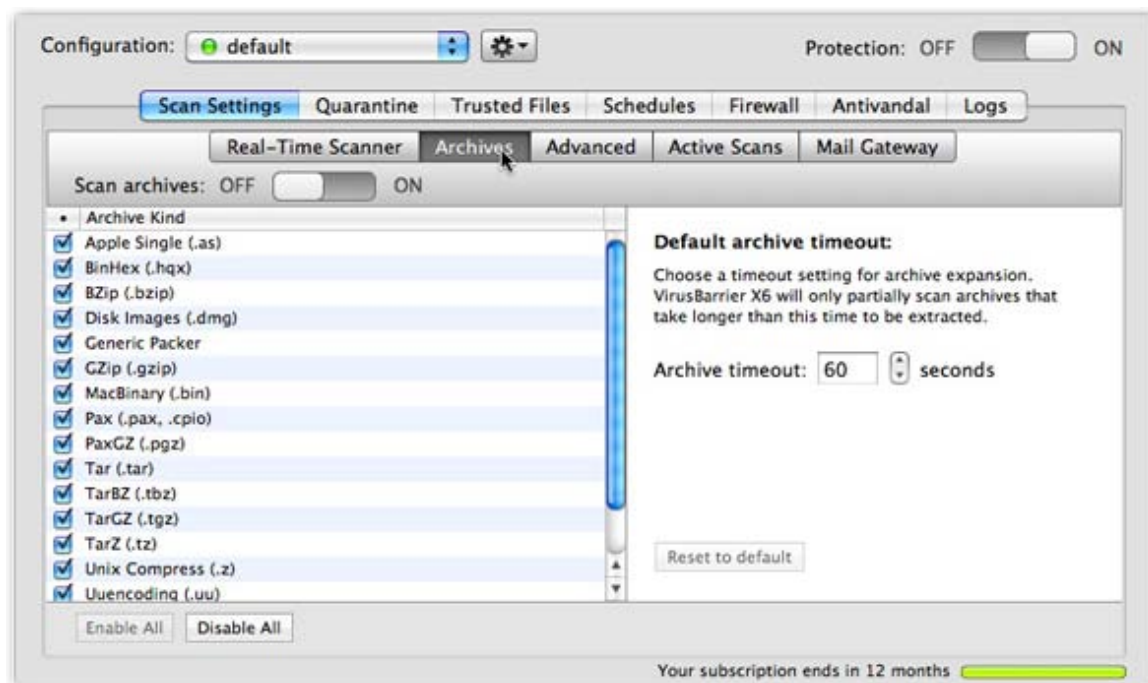 Configuration: default Protection: OFF ON
Scan Settings Quarantine Trusted Files Schedules Firewall Antivandal Logs
Real-Time Scanner Archives Advanced Active Scans Mail Gateway
Scan archives: OFF ON
• Archive Kind
Apple Single (.as)
BinHex (.hqx)
BZip (.bzip)
Disk Images (.dmg)
Generic Packer
GZip (.gzip)
MacBinary (.bin)
Pax (.pax, .cpio)
PaxGZ (.pgz)
Tar (.tar)
TarBZ (.tbz)
TarGZ (.tgz)
TarZ (.tz)
Unix Compress (.z)
Uuencoding (.uu)
Default archive timeout:
Choose a timeout setting for archive expansion.
VirusBarrier X6 will only partially scan archives that
take longer than this time to be extracted.
Archive timeout: 60 seconds
Reset to default
Enable All Disable All
Your subscription ends in 12 months